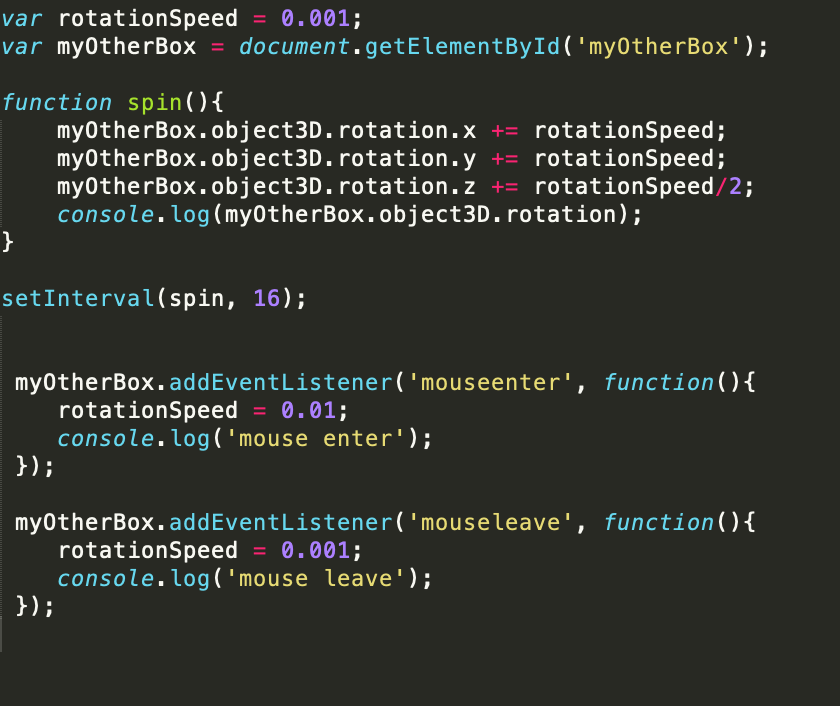 var rotationSpeed = 0.001;
var myOtherBox = document.getElementById('myOtherBox');
function spin(){
    myOtherBox.object3D.rotation.x += rotationSpeed;
    myOtherBox.object3D.rotation.y += rotationSpeed;
    myOtherBox.object3D.rotation.z += rotationSpeed/2;
    console.log(myOtherBox.object3D.rotation);
}
setInterval(spin, 16);
 myOtherBox.addEventListener('mouseenter', function(){
    rotationSpeed = 0.01;
    console.log('mouse enter');
 });
 myOtherBox.addEventListener('mouseleave', function(){
    rotationSpeed = 0.001;
    console.log('mouse leave');
 });